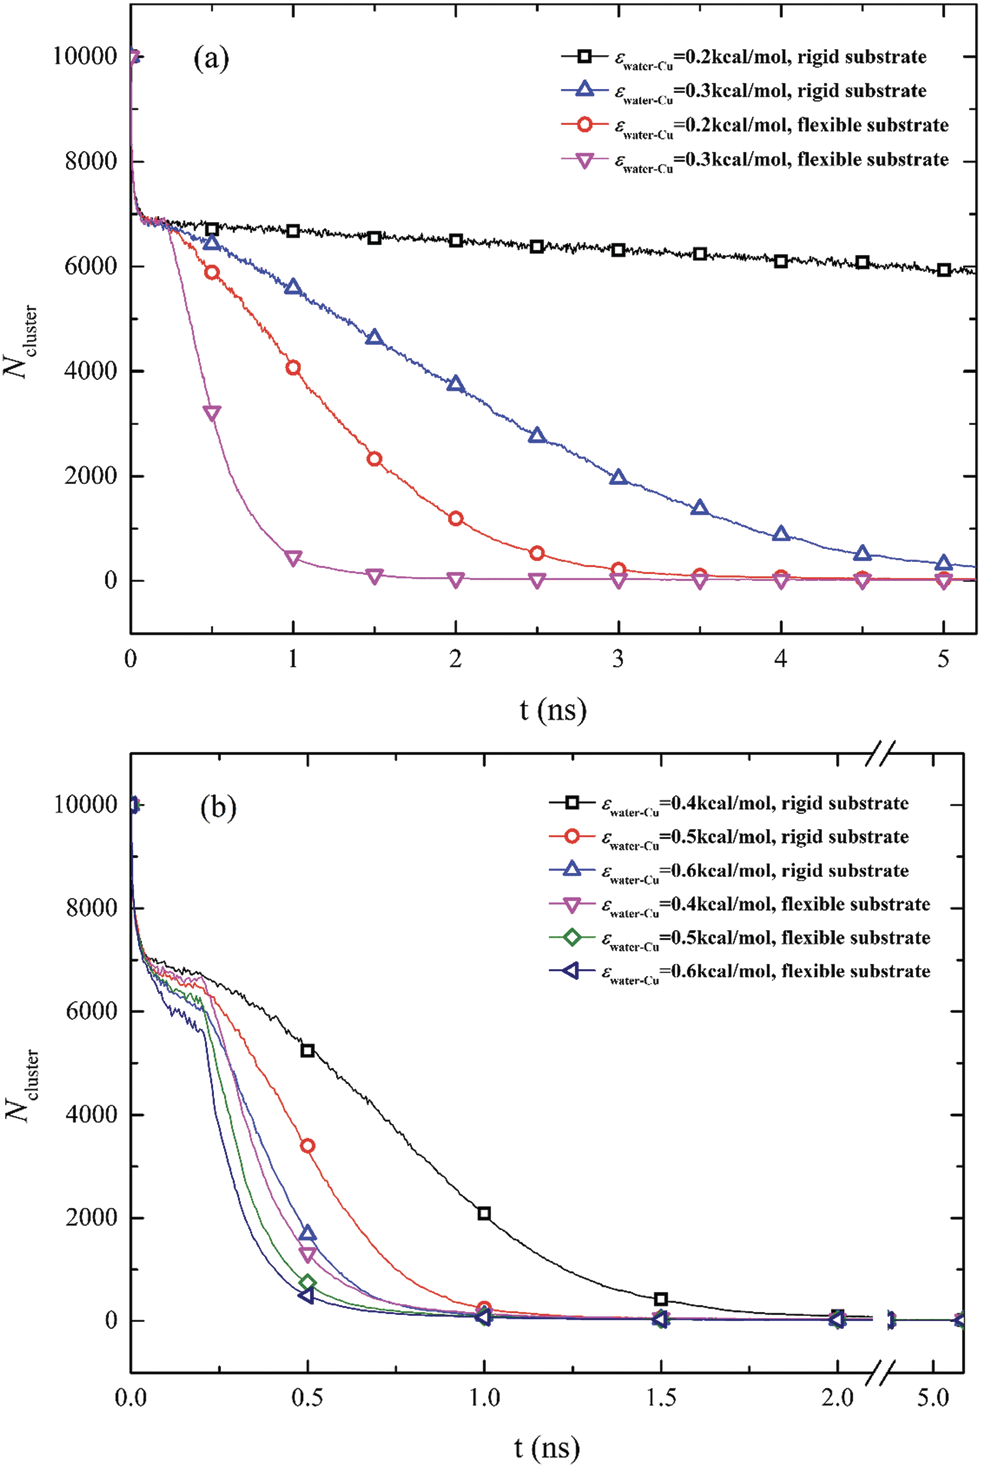 (a)
εwater-Cu=0.2kcal/mol, rigid substrate
εwater-Cu=0.3kcal/mol, rigid substrate
εwater-Cu=0.2kcal/mol, flexible substrate
εwater-Cu=0.3kcal/mol, flexible substrate
10000
8000
6000
4000
2000
0
Ncluster
0 1 2 3 4 5
t (ns)
(b)
εwater-Cu=0.4kcal/mol, rigid substrate
εwater-Cu=0.5kcal/mol, rigid substrate
εwater-Cu=0.6kcal/mol, rigid substrate
εwater-Cu=0.4kcal/mol, flexible substrate
εwater-Cu=0.5kcal/mol, flexible substrate
εwater-Cu=0.6kcal/mol, flexible substrate
10000
8000
6000
4000
2000
0
Ncluster
0.0 0.5 1.0 1.5 2.0 5.0
t (ns)